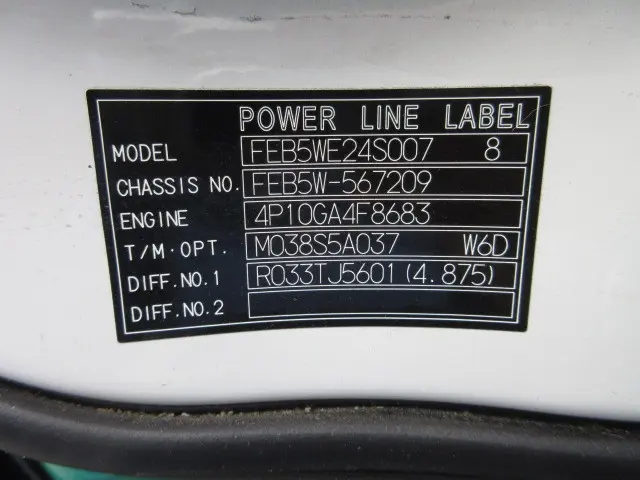 POWER LINE LABEL
MODEL FEB5WE24S007 8
CHASSIS NO. FEB5W-567209
ENGINE 4P10GA4F8683
T/M·OPT. M038S5A037 W6D
DIFF.NO.1 R033TJ5601(4.875)
DIFF.NO.2